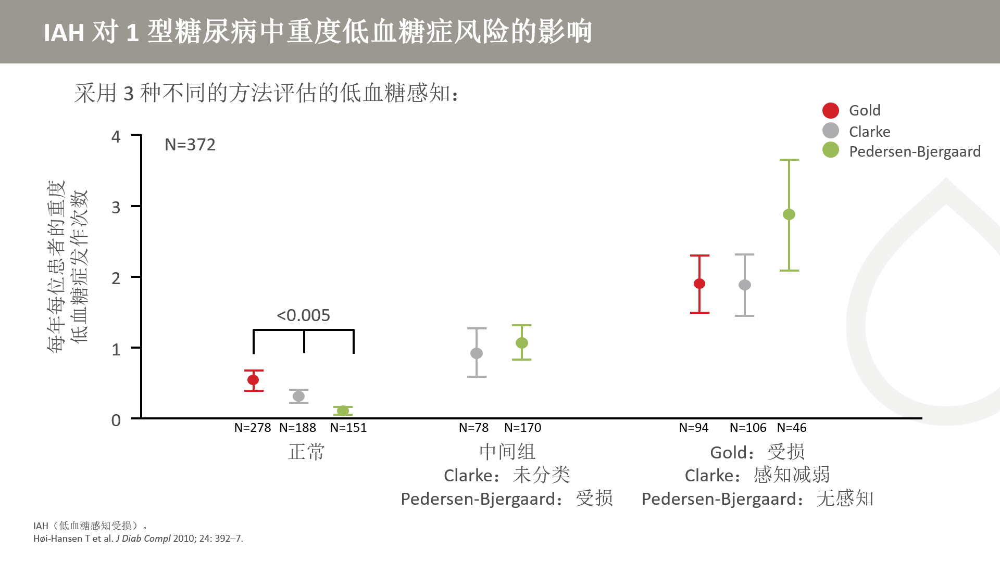 IAH 对 1 型糖尿病中重度低血糖症风险的影响
采用 3 种不同的方法评估的低血糖感知：
Gold
Clarke
Pedersen-Bjergaard
N=372
每年每位患者的重度
低血糖症发作次数
4
3
2
1
0
<0.005
N=278 N=188 N=151 N=78 N=170 N=94 N=106 N=46
正常
中间组
Clarke：未分类
Pedersen-Bjergaard：受损
Gold：受损
Clarke：感知减弱
Pedersen-Bjergaard：无感知
IAH（低血糖感知受损）。
Høi-Hansen T et al. J Diab Compl 2010; 24: 392–7.